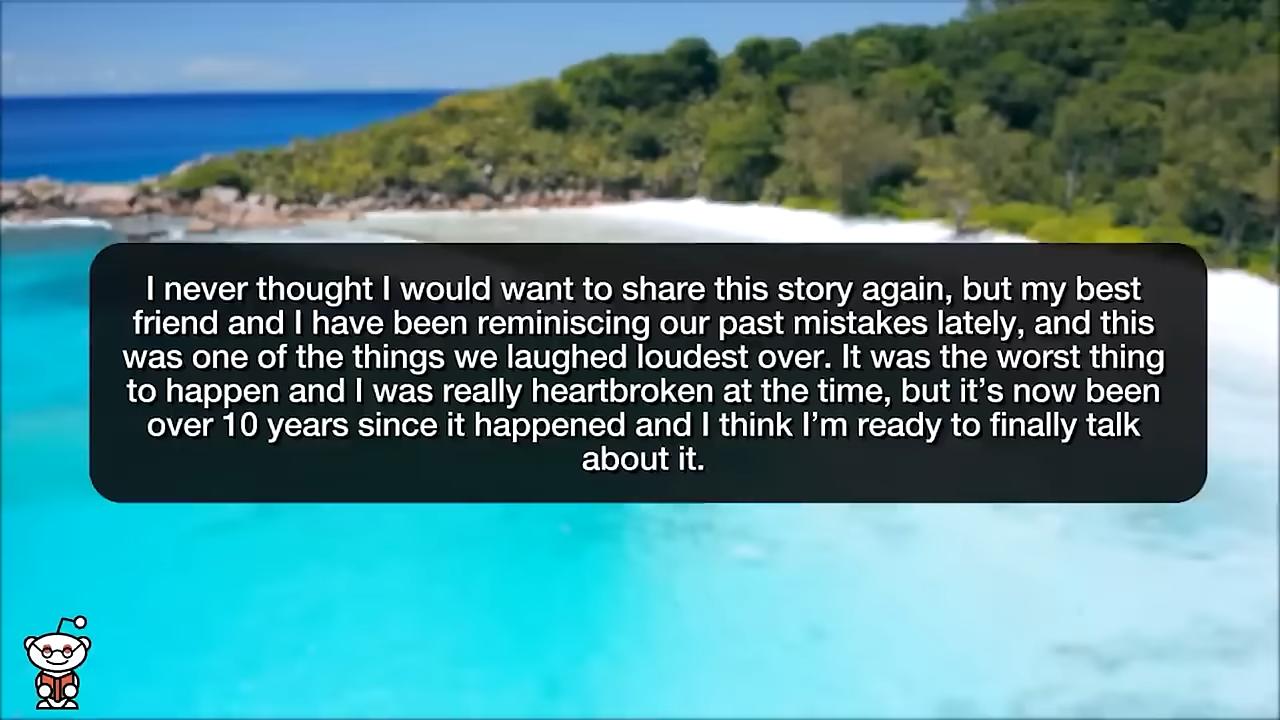 I never thought I would want to share this story again, but my best
friend and I have been reminiscing our past mistakes lately, and this
was one of the things we laughed loudest over. It was the worst thing
to happen and I was really heartbroken at the time, but it’s now been
over 10 years since it happened and I think I’m ready to finally talk
about it.